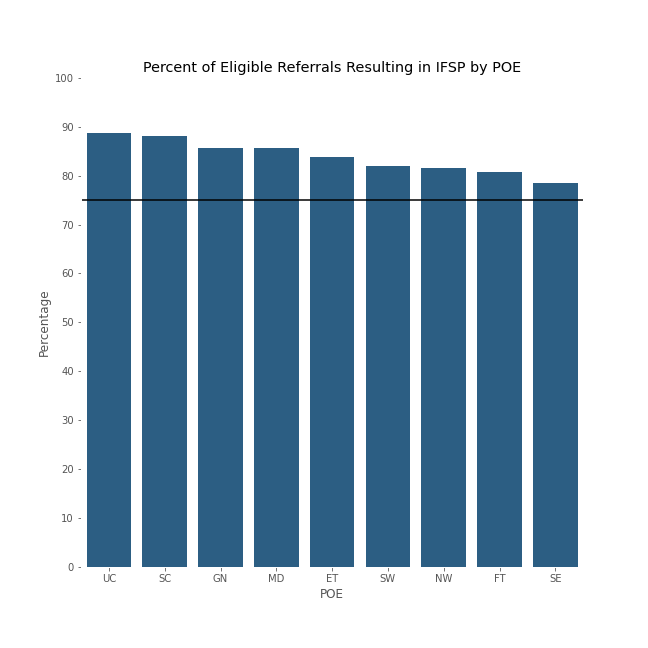 Percent of Eligible Referrals Resulting in IFSP by POE
100
90
80
70
60
50
40
30
20
10
0
Percentage
UC SC GN MD ET SW NW FT SE
POE